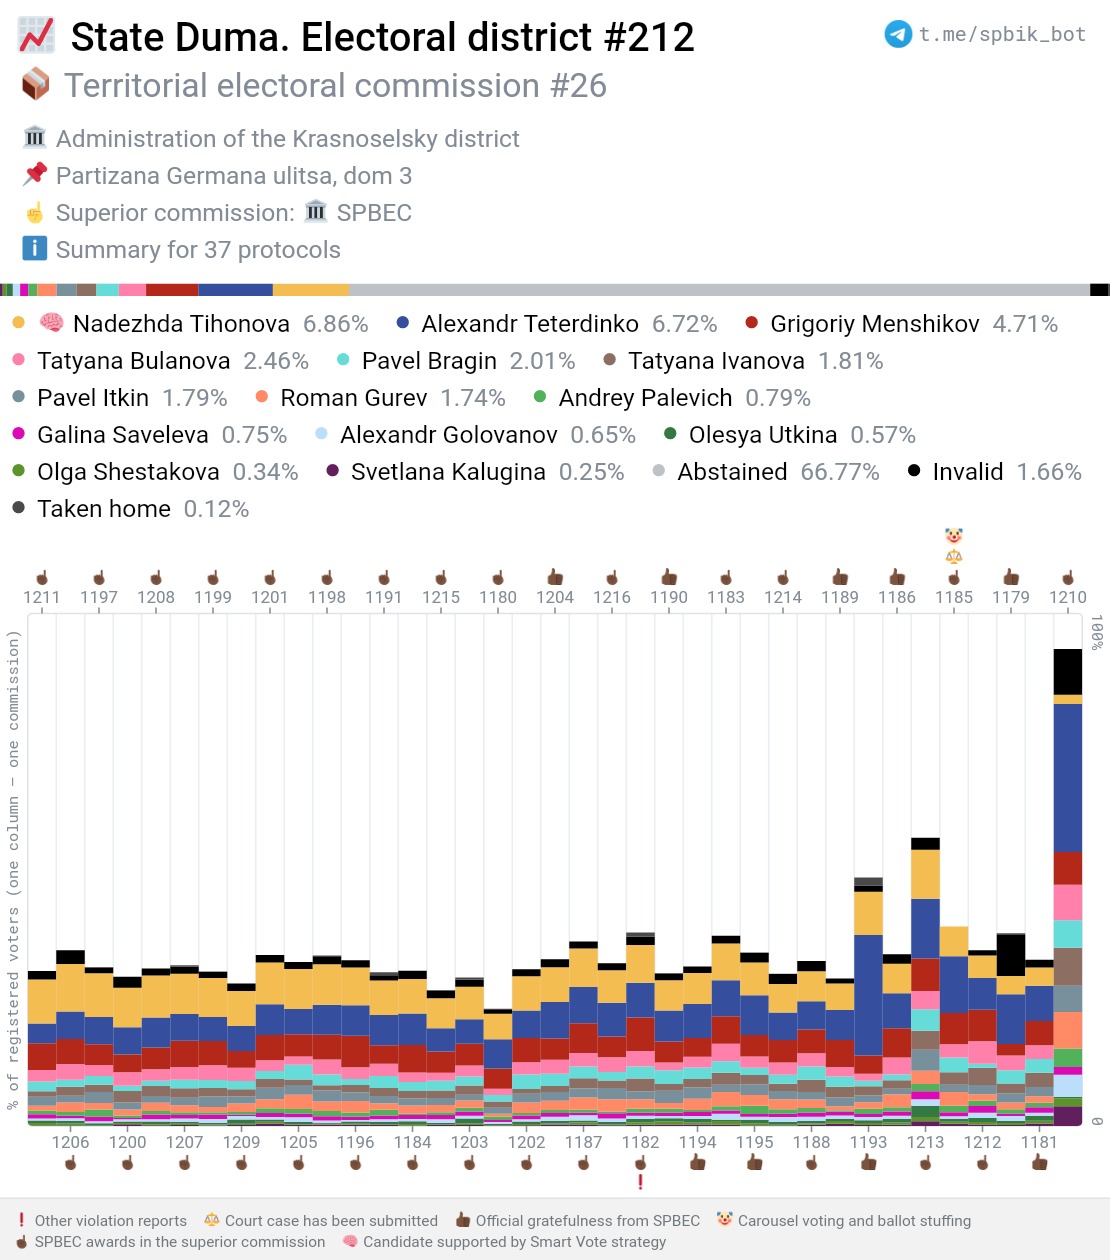 State Duma. Electoral district #212
t.me/spbik_bot
Territorial electoral commission #26
Administration of the Krasnoselsky district
Partizana Germana ulitsa, dom 3
Superior commission: SPBEC
Summary for 37 protocols
Nadezhda Tihonova 6.86% Alexandr Teterdinko 6.72% Grigoriy Menshikov 4.71%
Tatyana Bulanova 2.46% Pavel Bragin 2.01% Tatyana Ivanova 1.81%
Pavel Itkin 1.79% Roman Gurev 1.74% Andrey Palevich 0.79%
Galina Saveleva 0.75% Alexandr Golovanov 0.65% Olesya Utkina 0.57%
Olga Shestakova 0.34% Svetlana Kalugina 0.25% Abstained 66.77% Invalid 1.66%
Taken home 0.12%
1211 1197 1208 1199 1201 1198 1191 1215 1180 1204 1216 1190 1183 1214 1189 1186 1185 1179 1210
100%
% of registered voters (one column – one commission)
0
1206 1200 1207 1209 1205 1196 1184 1203 1202 1187 1182 1194 1195 1188 1193 1213 1212 1181
Other violation reports Court case has been submitted Official gratefulness from SPBEC Carousel voting and ballot stuffing
SPBEC awards in the superior commission Candidate supported by Smart Vote strategy